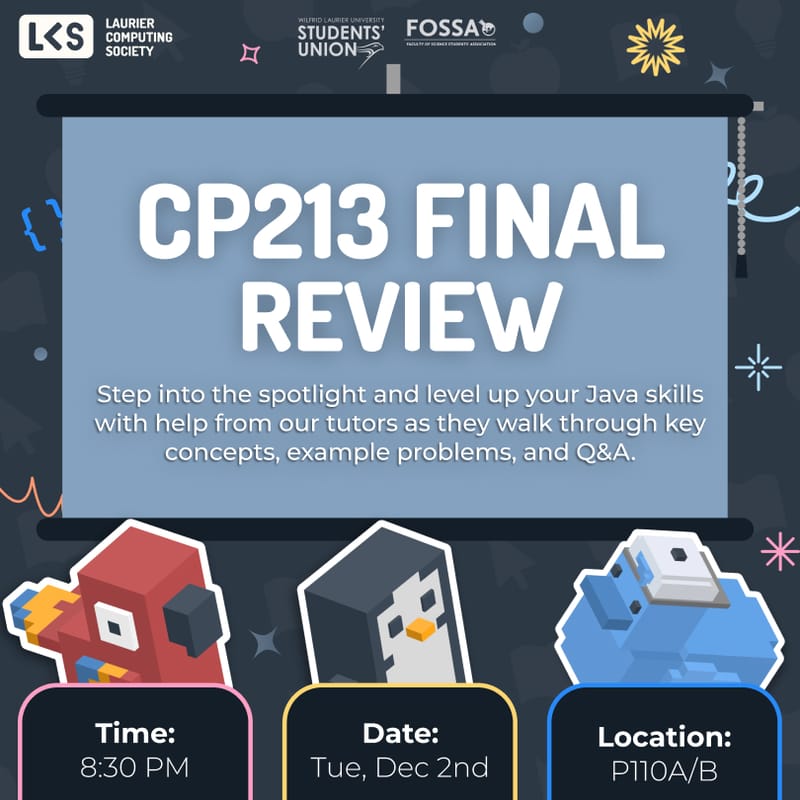 LCS
LAURIER
COMPUTING
SOCIETY
WILFRID LAURIER UNIVERSITY
STUDENTS'
UNION
FOSSA
FACULTY OF SCIENCE STUDENTS' ASSOCIATION
{ }
CP213 FINAL
REVIEW
Step into the spotlight and level up your Java skills
with help from our tutors as they walk through key
concepts, example problems, and Q&A.
Time:
8:30 PM
Date:
Tue, Dec 2nd
Location:
P110A/B